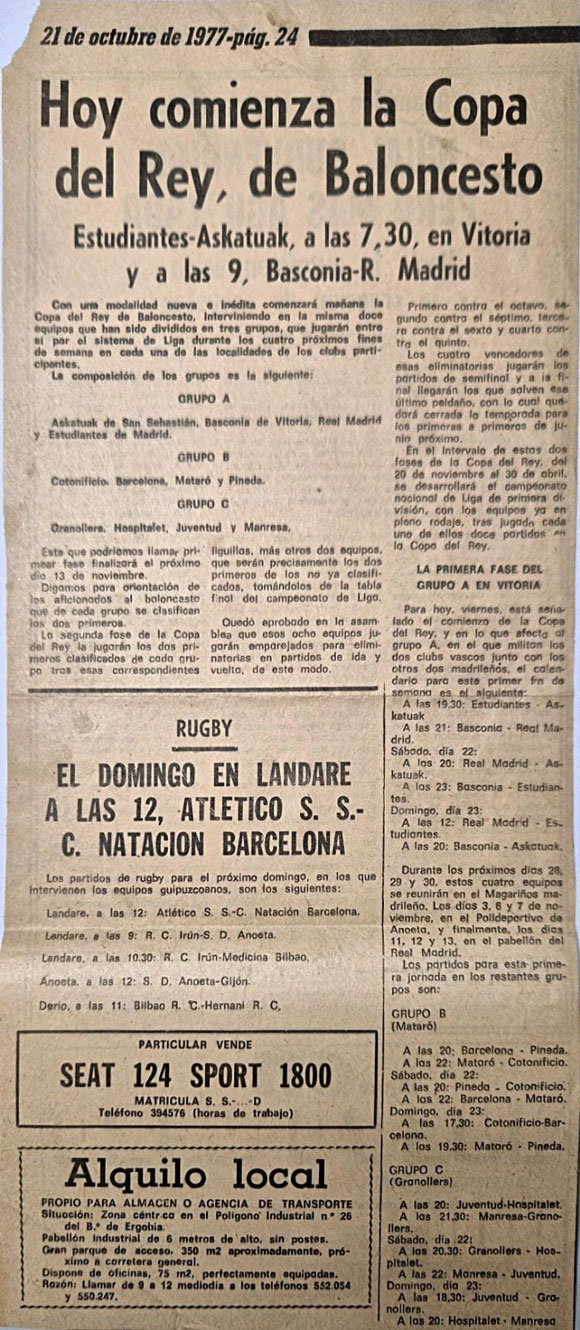 21 de octubre de 1977-pág. 24
Hoy comienza la Copa
del Rey, de Baloncesto
Estudiantes-Askatuak, a las 7,30, en Vitoria
y a las 9, Basconia-R. Madrid
Con una modalidad nueva e inédita comenzará mañana la
Copa del Rey de Baloncesto, interviniendo en la misma doce
equipos que han sido divididos en tres grupos, que jugarán entre
sí por el sistema de Liga durante los cuatro próximos fines
de semana en cada una de las localidades de los clubs parti-
cipantes.
La composición de los grupos es la siguiente:
GRUPO A
Askatuak de San Sebastián, Basconia de Vitoria, Real Madrid
y Estudiantes de Madrid.
GRUPO B
Cotonificio, Barcelona, Mataró y Pineda.
GRUPO C
Granollers, Hospitalet, Juventud y Manresa.
Esta que podríamos llamar pri-
mear fase finalizará el próximo
día 13 de noviembre.
Digamos para orientación de
los aficionados al baloncesto
que de cada grupo se clasifican
los dos primeros.
La segunda fase de la Copa
del Rey la jugarán los dos pri-
meros clasificados de cada gru-
po tras esas correspondientes
liguillas, más otros dos equipos,
que serán precisamente los dos
primeros de los no ya clasifi-
cados, tomándolos de la tabla
final del campeonato de Liga.
Quedó aprobado en la asam-
blea que esos ocho equipos ju-
garán emparejados para elimi-
natorias en partidos de ida y
vuelta, de este modo.
Primero contra el octavo, se-
gundo contra el séptimo, terce-
ro contra el sexto y cuarto con-
tra el quinto.
Los cuatro vencedores de
esas eliminatorias jugarán los
partidos de semifinal y a la fi-
nal llegarán los que salven ese
último peldaño, con lo cual que-
dará cerrada la temporada para
los primeras a primeros de ju-
nio próximo.
En el intervalo de estas dos
fases de la Copa del Rey, del
20 de noviembre al 30 de abril,
se desarrollará el campeonato
nacional de Liga de primera di-
visión, con los equipos ya en
pleno rodaje, tras jugado cada
uno de ellos doce partidos en
la Copa del Rey.
LA PRIMERA FASE DEL
GRUPO A EN VITORIA
Para hoy, viernes, está seña-
lado el comienzo de la Copa
del Rey, y en lo que afecta al
grupo A, en el que militan los
dos clubs vascos junto con los
otros dos madrileños, el calen-
dario para este primer fin de
semana es el siguiente:
A las 19,30: Estudiantes - As-
katuak
A las 21: Basconia - Real Ma-
drid.
Sábado, día 22:
A las 20: Real Madrid - As-
katuak.
A las 23: Basconia - Estudian-
tes.
Domingo, día 23:
A las 12: Real Madrid - Es-
tudiantes.
A las 20: Basconia - Askatuak.
Durante los próximos días 28,
29 y 30, estos cuatro equipos
se reunirán en el Magariños ma-
drileño. Los días 3, 6 y 7 de no-
viembre, en el Polideportivo de
Anoeta, y finalmente, los días
11, 12 y 13, en el pabellón del
Real Madrid.
Los partidos para esta prime-
ra jornada en los restantes gru-
pos son:
GRUPO B
(Mataró)
A las 20: Barcelona - Pineda.
A las 22: Mataró - Cotonificio.
Sábado, día 22:
A las 20: Pineda - Cotonificio.
A las 22: Barcelona - Mataró.
Domingo, día 23:
A las 17,30: Cotonificio-Bar-
celona.
A las 19,30: Mataró - Pineda.
GRUPO C
(Granollers)
A las 20: Juventud-Hospitalet.
A las 21,30: Manresa-Grano-
llers.
Sábado, día 22:
A las 20,30: Granollers - Hos-
pitalet.
A las 22: Manresa - Juventud.
Domingo, día 23:
A las 18,30: Juventud - Gra-
nollers.
A las 20: Hospitalet - Manresa
RUGBY
EL DOMINGO EN LANDARE
A LAS 12, ATLETICO S. S.-
C. NATACION BARCELONA
Los partidos de rugby para el próximo domingo, en los que
intervienen los equipos guipuzcoanos, son los siguientes:
Landare, a las 12: Atlético S. S.-C. Natación Barcelona.
Landare, a las 9: R. C. Irún-S. D. Anoeta.
Landare, a las 10.30: R. C. Irún-Medicina Bilbao.
Anoeta, a las 12: S. D. Anoeta-Gijón.
Derio, a las 11: Bilbao R. C.-Hernani R. C.
PARTICULAR VENDE
SEAT 124 SPORT 1800
MATRICULA S. S.-...-D
Teléfono 394576 (horas de trabajo)
Alquilo local
PROPIO PARA ALMACEN O AGENCIA DE TRANSPORTE
Situación: Zona céntrca en el Polígono Industrial n.º 26
del B.º de Ergobia.
Pabellón industrial de 6 metros de alto, sin postes.
Gran parque de acceso, 350 m2 aproximadamente, pró-
ximo a carretera general.
Dispone de oficinas, 75 m2, perfectamente equipadas.
Razón: Llamar de 9 a 12 mediodía a los teléfonos 552.054
y 550.247.